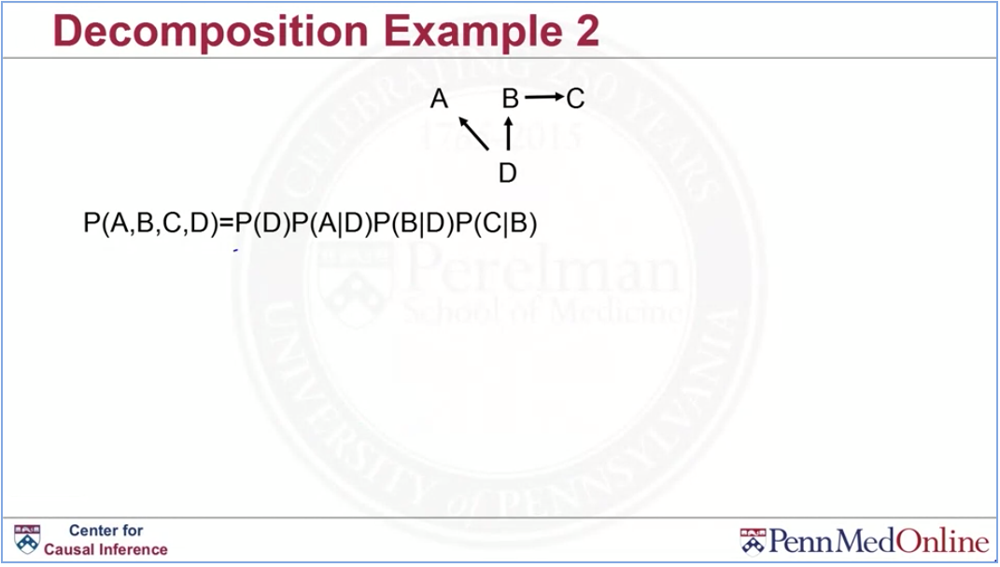 Decomposition Example 2
A B C
D
P(A,B,C,D)=P(D)P(A|D)P(B|D)P(C|B)
CELEBRATING 250 YEARS
1765-2015
Perelman
School of Medicine
UNIVERSITY of PENNSYLVANIA
Center for
Causal Inference
PennMedOnline